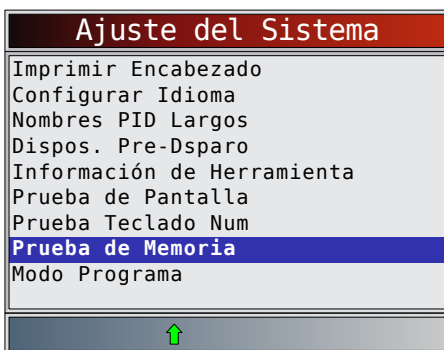 Ajuste del Sistema
Imprimir Encabezado
Configurar Idioma
Nombres PID Largos
Dispos. Pre-Dsparo
Información de Herramienta
Prueba de Pantalla
Prueba Teclado Num
Prueba de Memoria
Modo Programa